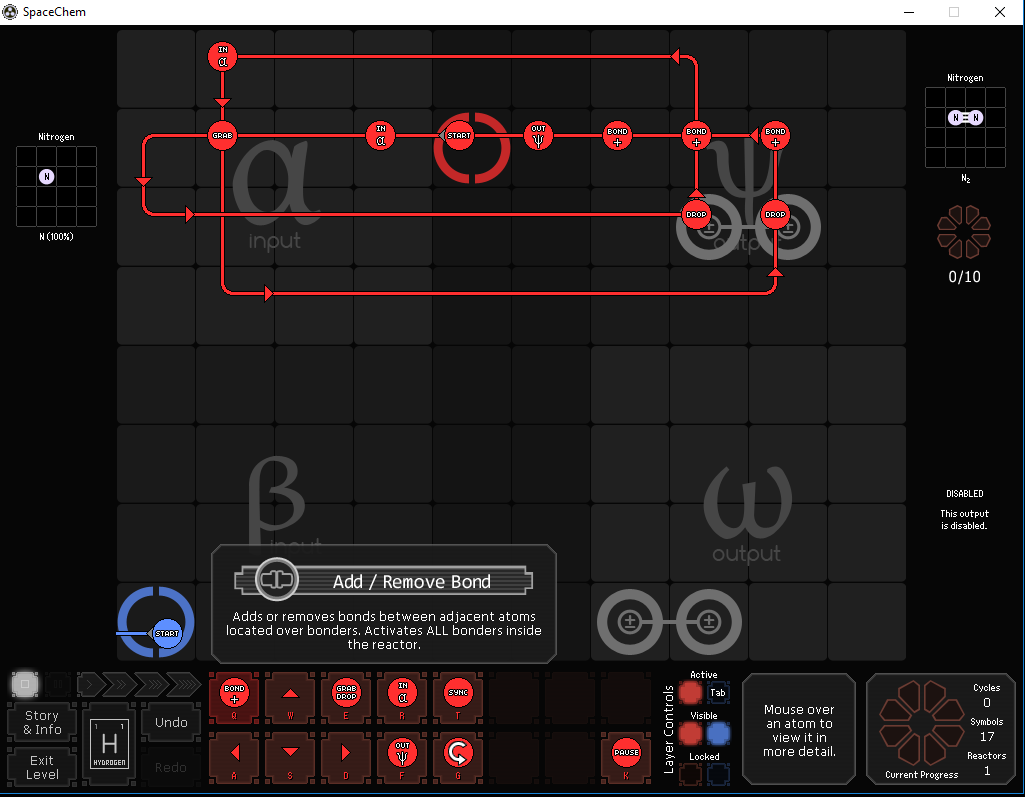 SpaceChem
IN
α
Nitrogen
N
N (100%)
GRAB
IN
α
START
OUT
ψ
BOND
+
BOND
+
BOND
+
DROP
DROP
α
input
ψ
output
Nitrogen
N = N
N₂
0/10
β
input
ω
output
DISABLED
This output
is disabled.
START
Add / Remove Bond
Adds or removes bonds between adjacent atoms
located over bonders. Activates ALL bonders inside
the reactor.
Story
& Info
1 1
H
HYDROGEN
Undo
Exit
Level
Redo
BOND
+
Q
W
GRAB
DROP
E
IN
α
R
SYNC
T
A
S
D
OUT
ψ
F
G
PAUSE
K
Layer Controls
Active
Tab
Visible
Locked
Mouse over
an atom to
view it in
more detail.
Cycles
0
Symbols
17
Reactors
1
Current Progress